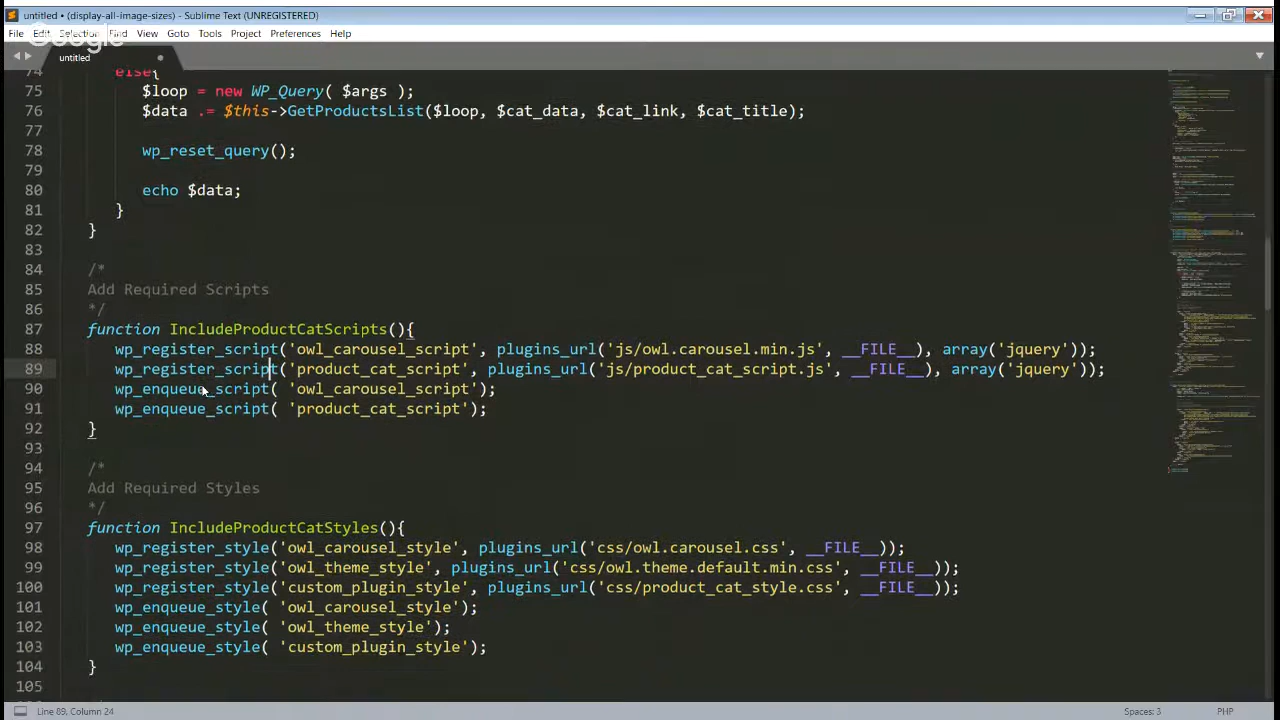 untitled • (display-all-image-sizes) - Sublime Text (UNREGISTERED)
File Edit Selection Find View Goto Tools Project Preferences Help
Google
untitled
74 else{
75 $loop = new WP_Query( $args );
76 $data .= $this->GetProductsList($loop, $cat_data, $cat_link, $cat_title);
77
78 wp_reset_query();
79
80 echo $data;
81 }
82 }
83
84 /*
85 Add Required Scripts
86 */
87 function IncludeProductCatScripts(){
88 wp_register_script('owl_carousel_script', plugins_url('js/owl.carousel.min.js', __FILE__), array('jquery'));
89 wp_register_script('product_cat_script', plugins_url('js/product_cat_script.js', __FILE__), array('jquery'));
90 wp_enqueue_script( 'owl_carousel_script');
91 wp_enqueue_script( 'product_cat_script');
92 }
93
94 /*
95 Add Required Styles
96 */
97 function IncludeProductCatStyles(){
98 wp_register_style('owl_carousel_style', plugins_url('css/owl.carousel.css', __FILE__));
99 wp_register_style('owl_theme_style', plugins_url('css/owl.theme.default.min.css', __FILE__));
100 wp_register_style('custom_plugin_style', plugins_url('css/product_cat_style.css', __FILE__));
101 wp_enqueue_style( 'owl_carousel_style');
102 wp_enqueue_style( 'owl_theme_style');
103 wp_enqueue_style( 'custom_plugin_style');
104 }
105
Line 89, Column 24 Spaces: 3 PHP